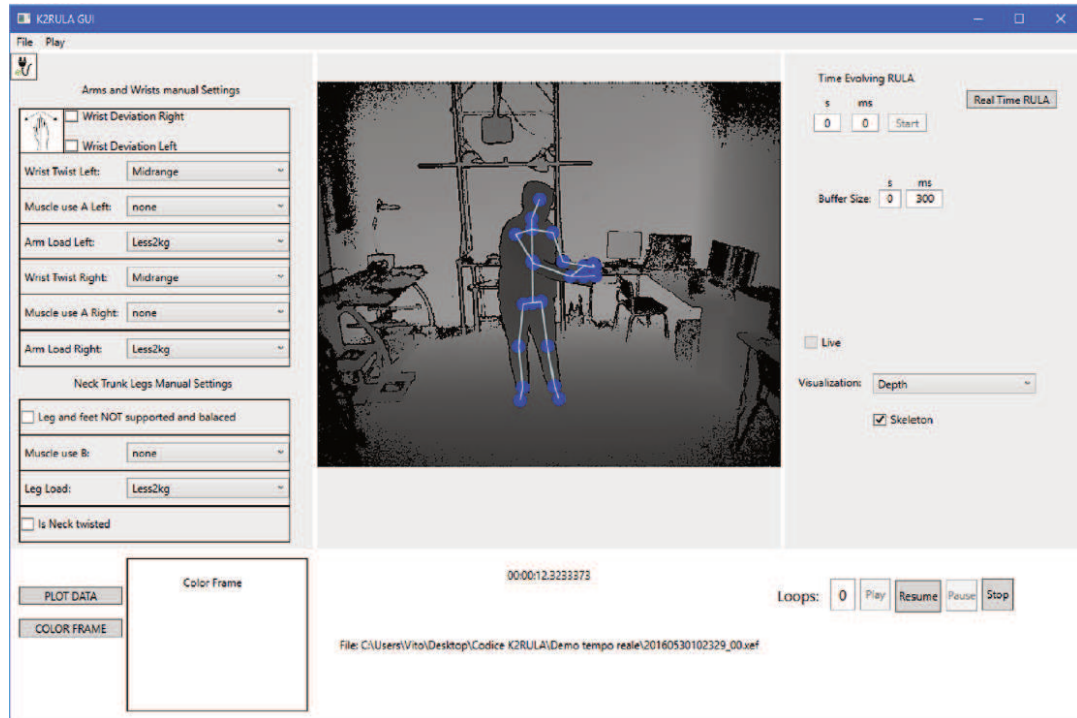 K2RULA GUI
File Play
Arms and Wrists manual Settings
Wrist Deviation Right
Wrist Deviation Left
Wrist Twist Left: Midrange
Muscle use A Left: none
Arm Load Left: Less2kg
Wrist Twist Right: Midrange
Muscle use A Right: none
Arm Load Right: Less2kg
Neck Trunk Legs Manual Settings
Leg and feet NOT supported and balaced
Muscle use B: none
Leg Load: Less2kg
Is Neck twisted
Time Evolving RULA
s ms
0 0 Start
Real Time RULA
s ms
Buffer Size: 0 300
Live
Visualization: Depth
Skeleton
PLOT DATA
COLOR FRAME
Color Frame
00:00:12.3233373
File: C:\Users\Vito\Desktop\Codice K2RULA\Demo tempo reale\20160530102329_00.xef
Loops: 0 Play Resume Pause Stop